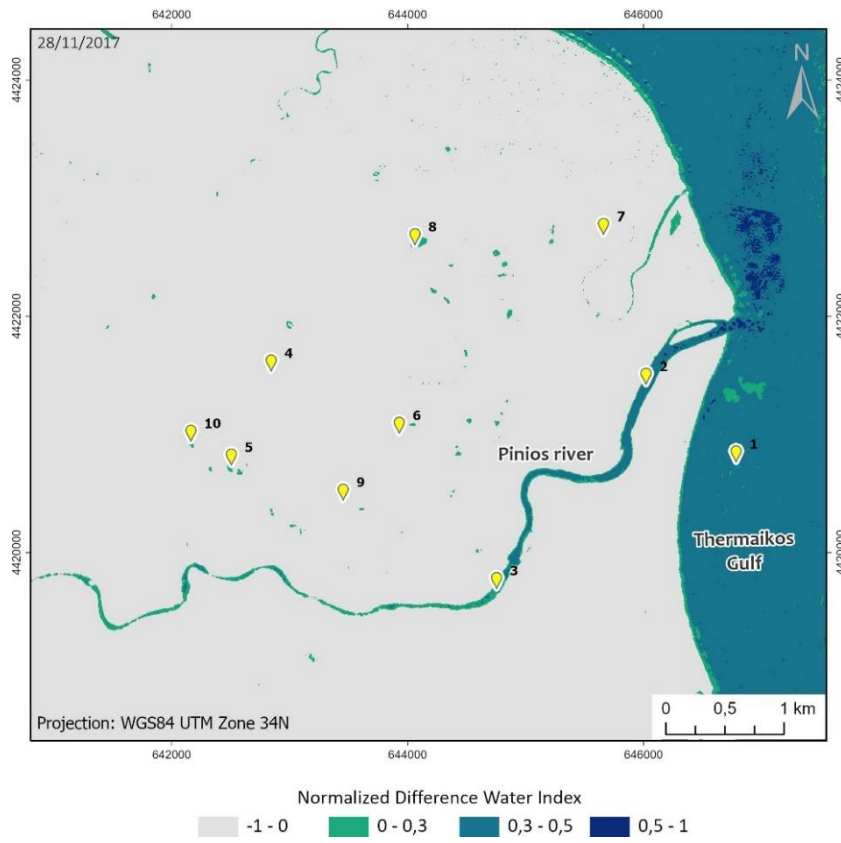 642000 644000 646000
28/11/2017
N
4424000 4424000
7
8
4422000 4422000
2
4
6
10
1
5
Pinios river
9
Thermaikos
Gulf
4420000 4420000
3
0 0,5 1 km
Projection: WGS84 UTM Zone 34N
642000 644000 646000
Normalized Difference Water Index
-1 - 0 0 - 0,3 0,3 - 0,5 0,5 - 1